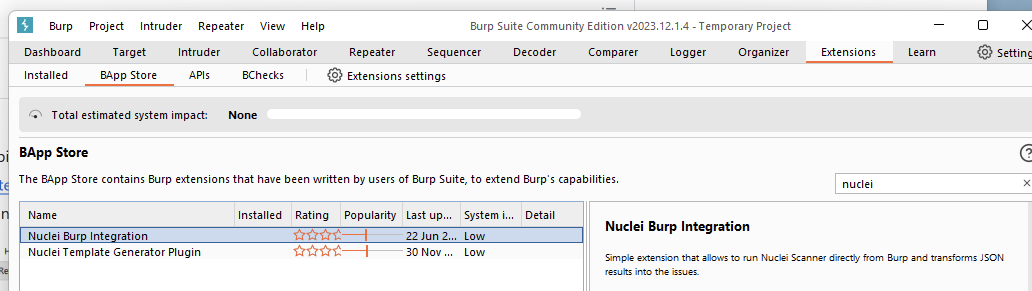 Burp Project Intruder Repeater View Help Burp Suite Community Edition v2023.12.1.4 - Temporary Project
Dashboard Target Intruder Collaborator Repeater Sequencer Decoder Comparer Logger Organizer Extensions Learn Setting
Installed BApp Store APIs BChecks Extensions settings
Total estimated system impact: None
BApp Store
The BApp Store contains Burp extensions that have been written by users of Burp Suite, to extend Burp's capabilities.
nuclei
Name Installed Rating Popularity Last up... System i... Detail
Nuclei Burp Integration 22 Jun 2... Low
Nuclei Template Generator Plugin 30 Nov ... Low
Nuclei Burp Integration
Simple extension that allows to run Nuclei Scanner directly from Burp and transforms JSON
results into the issues.